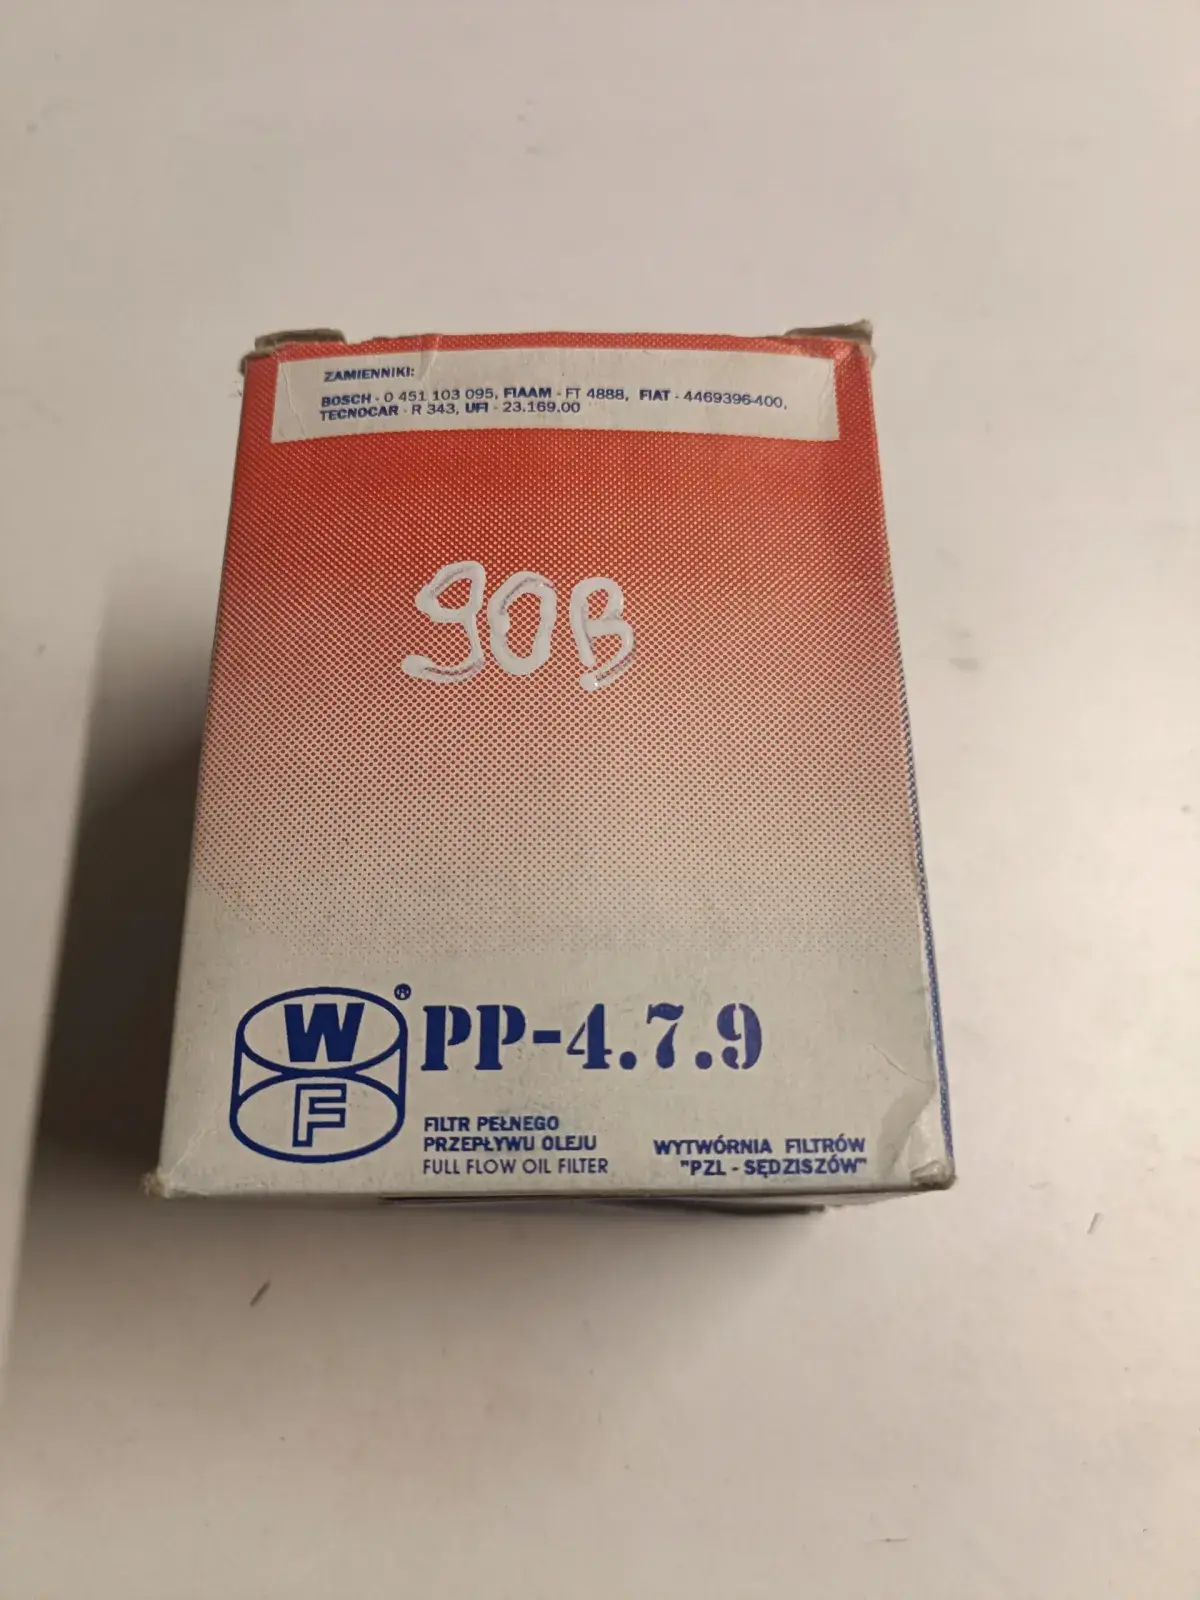 ZAMIENNIKI:
BOSCH - 0 451 103 095, FIAAM - FT 4888, FIAT - 4469396-400,
TECNOCAR - R 343, UFI - 23.169.00
90B
W
F
®
PP-4.7.9
FILTR PEŁNEGO
PRZEPŁYWU OLEJU
FULL FLOW OIL FILTER
WYTWÓRNIA FILTRÓW
"PZL - SĘDZISZÓW"